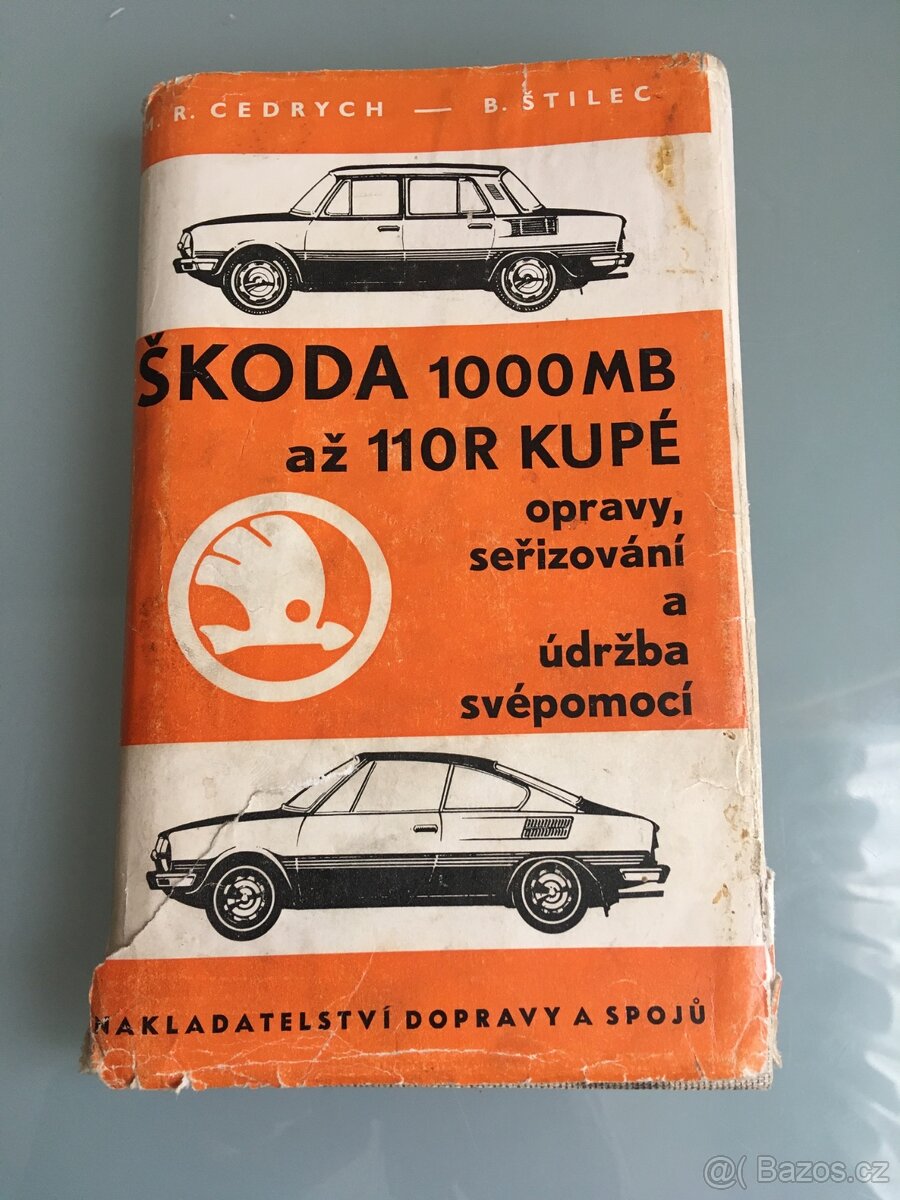 M. R. CEDRYCH — B. ŠTILEC
ŠKODA 1000MB
až 110R KUPÉ
opravy,
seřizování
a
údržba
svépomocí
NAKLADATELSTVÍ DOPRAVY A SPOJŮ
@( Bazos.cz